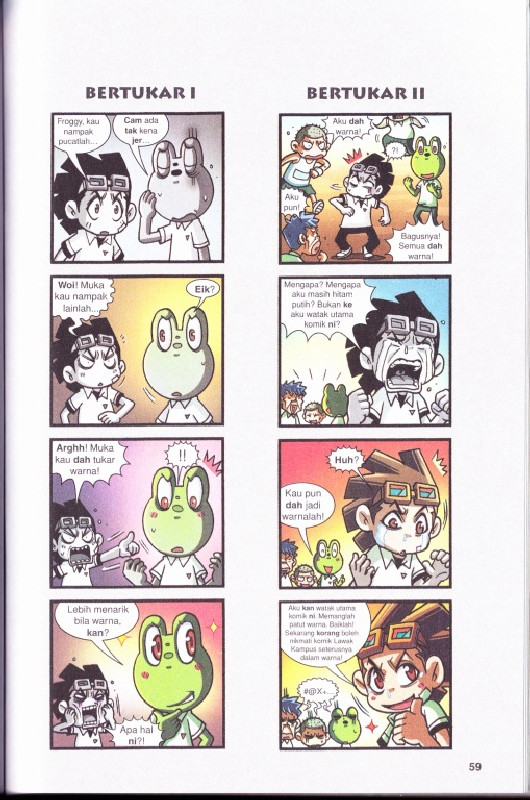 BERTUKAR I
Froggy, kau
nampak
pucatlah...
Cam ada
tak kena
jer...
Woi! Muka
kau nampak
lainlah...
Eik?
Arghh! Muka
kau dah tukar
warna!
!!
Lebih menarik
bila warna,
kan?
Apa hal
ni?!
BERTUKAR II
Aku dah
warna!
?!
Aku
pun!
Bagusnya!
Semua dah
warna!
Mengapa? Mengapa
aku masih hitam
putih? Bukan ke
aku watak utama
komik ni?
Huh?
Kau pun
dah jadi
warnalah!
Aku kan watak utama
komik ni. Memanglah
patut warna. Baiklah!
Sekarang korang boleh
nikmati komik Lawak
Kampus seterusnya
dalam warna!
#@X+...
59